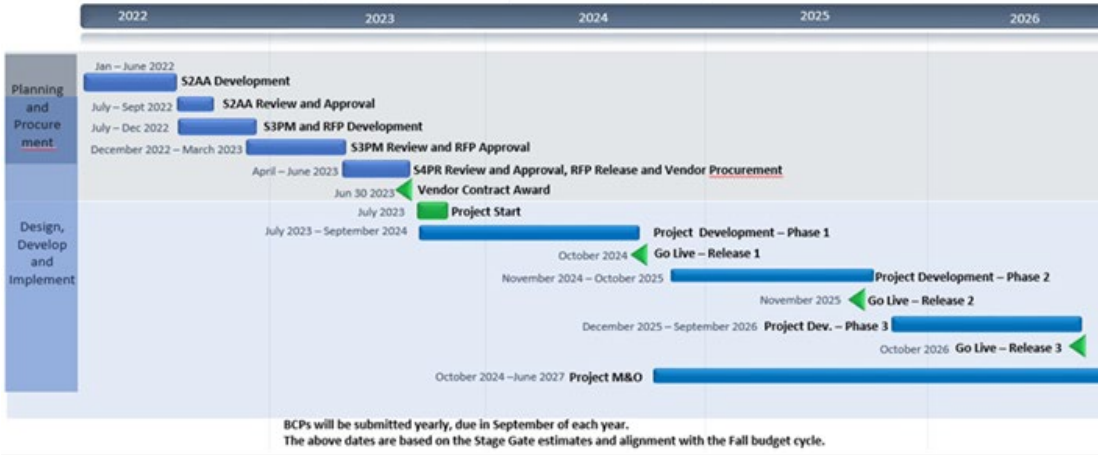 2022 2023 2024 2025 2026
Planning
and
Procure
ment
Jan – June 2022
S2AA Development
July – Sept 2022 S2AA Review and Approval
July – Dec 2022 S3PM and RFP Development
December 2022 – March 2023 S3PM Review and RFP Approval
April – June 2023 S4PR Review and Approval, RFP Release and Vendor Procurement
Jun 30 2023 Vendor Contract Award
Design,
Develop
and
Implement
July 2023 Project Start
July 2023 – September 2024 Project Development – Phase 1
October 2024 Go Live – Release 1
November 2024 – October 2025 Project Development – Phase 2
November 2025 Go Live – Release 2
December 2025 – September 2026 Project Dev. – Phase 3
October 2026 Go Live – Release 3
October 2024 –June 2027 Project M&O
BCPs will be submitted yearly, due in September of each year.
The above dates are based on the Stage Gate estimates and alignment with the Fall budget cycle.